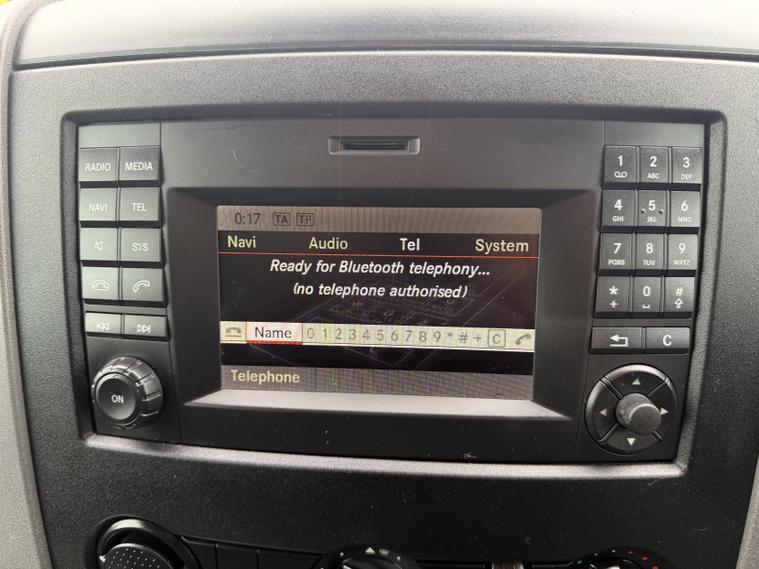 RADIO MEDIA
NAVI TEL
SYS
ON
0:17 TA TP
Navi Audio Tel System
Ready for Bluetooth telephony...
(no telephone authorised)
Name 0 1 2 3 4 5 6 7 8 9 * # + C
Telephone
1 2 3
ABC DEF
4 5 6
GHI JKL MNO
7 8 9
PQRS TUV WXYZ
* 0 #
+
C